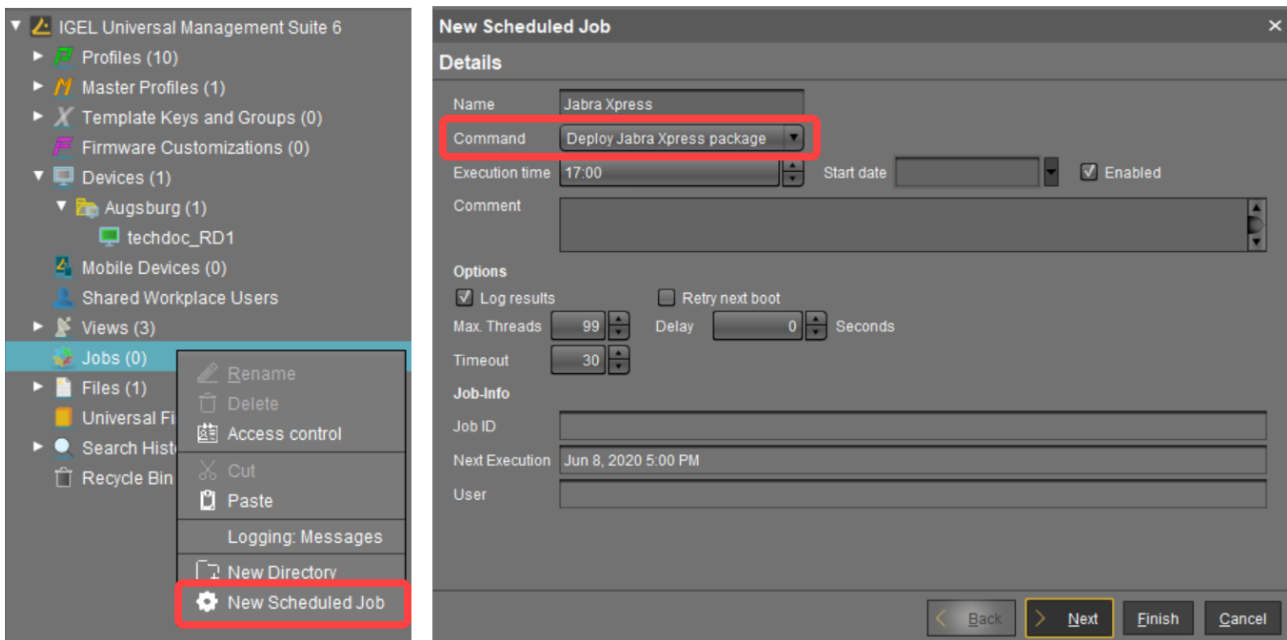 IGEL Universal Management Suite 6
Profiles (10)
Master Profiles (1)
Template Keys and Groups (0)
Firmware Customizations (0)
Devices (1)
Augsburg (1)
techdoc_RD1
Mobile Devices (0)
Shared Workplace Users
Views (3)
Jobs (0)
Files (1)
Universal Fi
Search Hist
Recycle Bin
Rename
Delete
Access control
Cut
Paste
Logging: Messages
New Directory
New Scheduled Job
New Scheduled Job
Details
Name Jabra Xpress
Command Deploy Jabra Xpress package
Execution time 17:00 Start date Enabled
Comment
Options
Log results Retry next boot
Max. Threads 99 Delay 0 Seconds
Timeout 30
Job-Info
Job ID
Next Execution Jun 8, 2020 5:00 PM
User
Back Next Finish Cancel